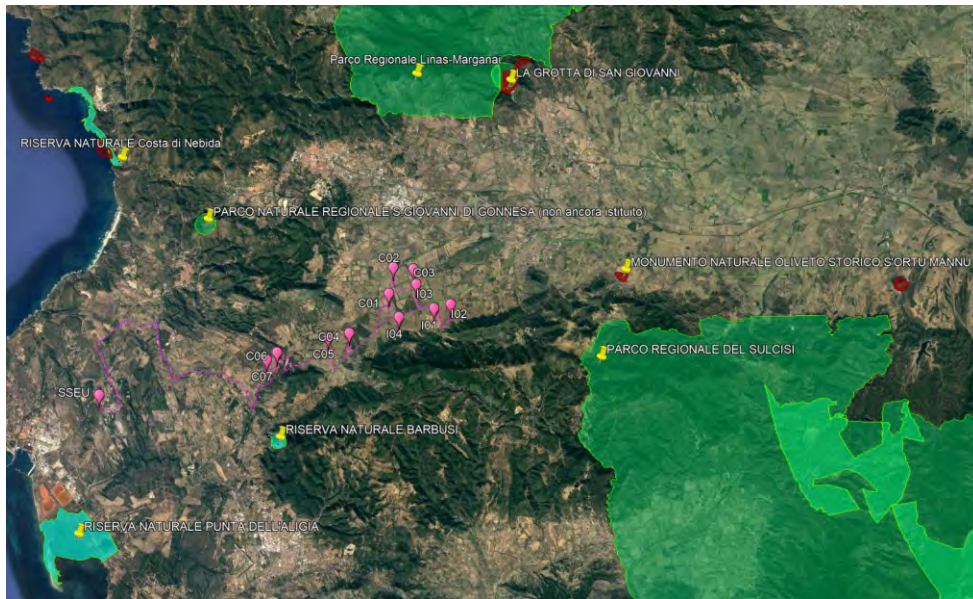 Parco Regionale Linas-Marganai
LA GROTTA DI SAN GIOVANNI
RISERVA NATURALE Costa di Nebida
PARCO NATURALE REGIONALE S.GIOVANNI DI GONNESA (non ancora istituito)
C02
C03
MONUMENTO NATURALE OLIVETO STORICO S'ORTU MANNU
I03
C01
I01
I02
I04
C04
C05
C06
C07
PARCO REGIONALE DEL SULCISI
SSEU
RISERVA NATURALE BARBUSI
RISERVA NATURALE PUNTA DELL'ALIGIA